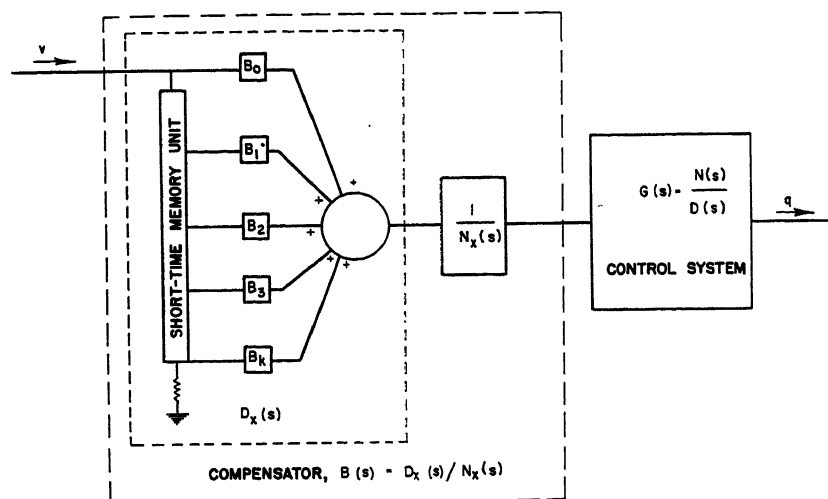 v
B₀
SHORT-TIME MEMORY UNIT
B₁
B₂
B₃
Bₖ
+
+
+
+
+
Dₓ(s)
1
Nₓ(s)
G(s)= N(s)
D(s)
CONTROL SYSTEM
q
COMPENSATOR, B(s) = Dₓ(s)/Nₓ(s)